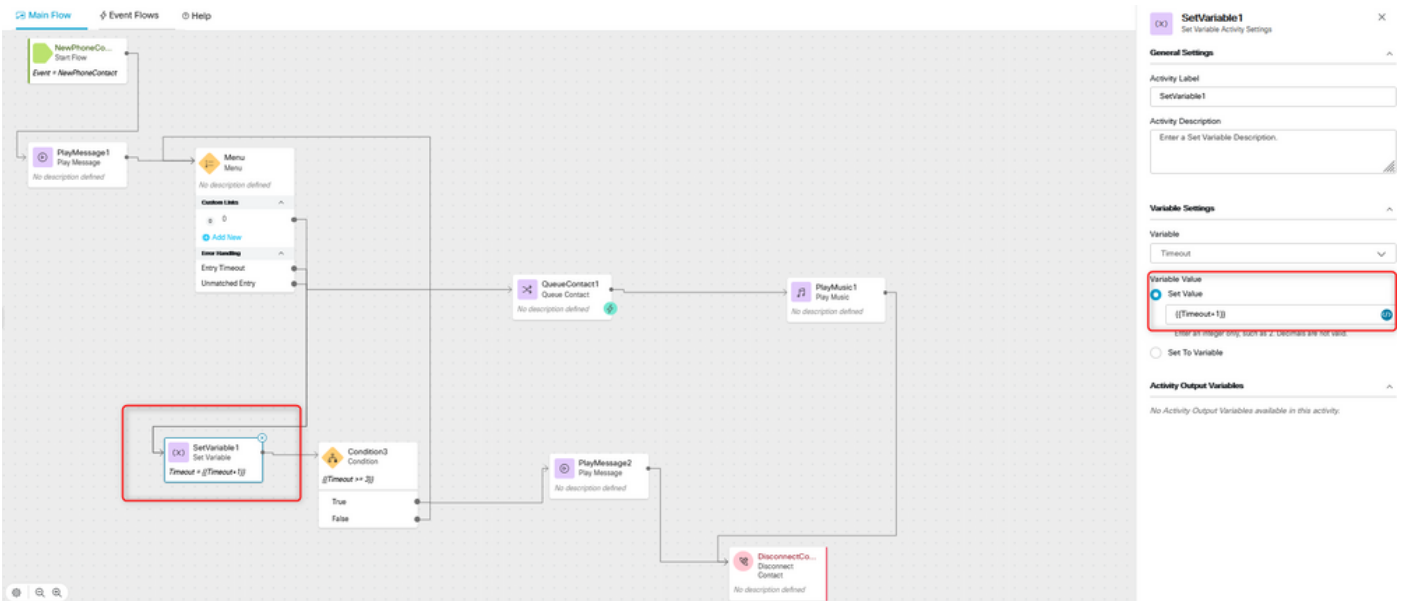 Main Flow
Event Flows
Help
NewPhoneCo...
Start Flow
Event = NewPhoneContact
PlayMessage1
Play Message
No description defined
Menu
Menu
No description defined
Custom Links
0 0
Add New
Error Handling
Entry Timeout
Unmatched Entry
QueueContact1
Queue Contact
No description defined
PlayMusic1
Play Music
No description defined
SetVariable1
Set Variable
Timeout = {{Timeout+1}}
Condition3
Condition
{{Timeout >= 3}}
True
False
PlayMessage2
Play Message
No description defined
DisconnectCo...
Disconnect
Contact
No description defined
SetVariable1
Set Variable Activity Settings
General Settings
Activity Label
SetVariable1
Activity Description
Enter a Set Variable Description.
Variable Settings
Variable
Timeout
Variable Value
Set Value
{{Timeout+1}}
Enter an integer only, such as 2. Decimals are not valid.
Set To Variable
Activity Output Variables
No Activity Output Variables available in this activity.